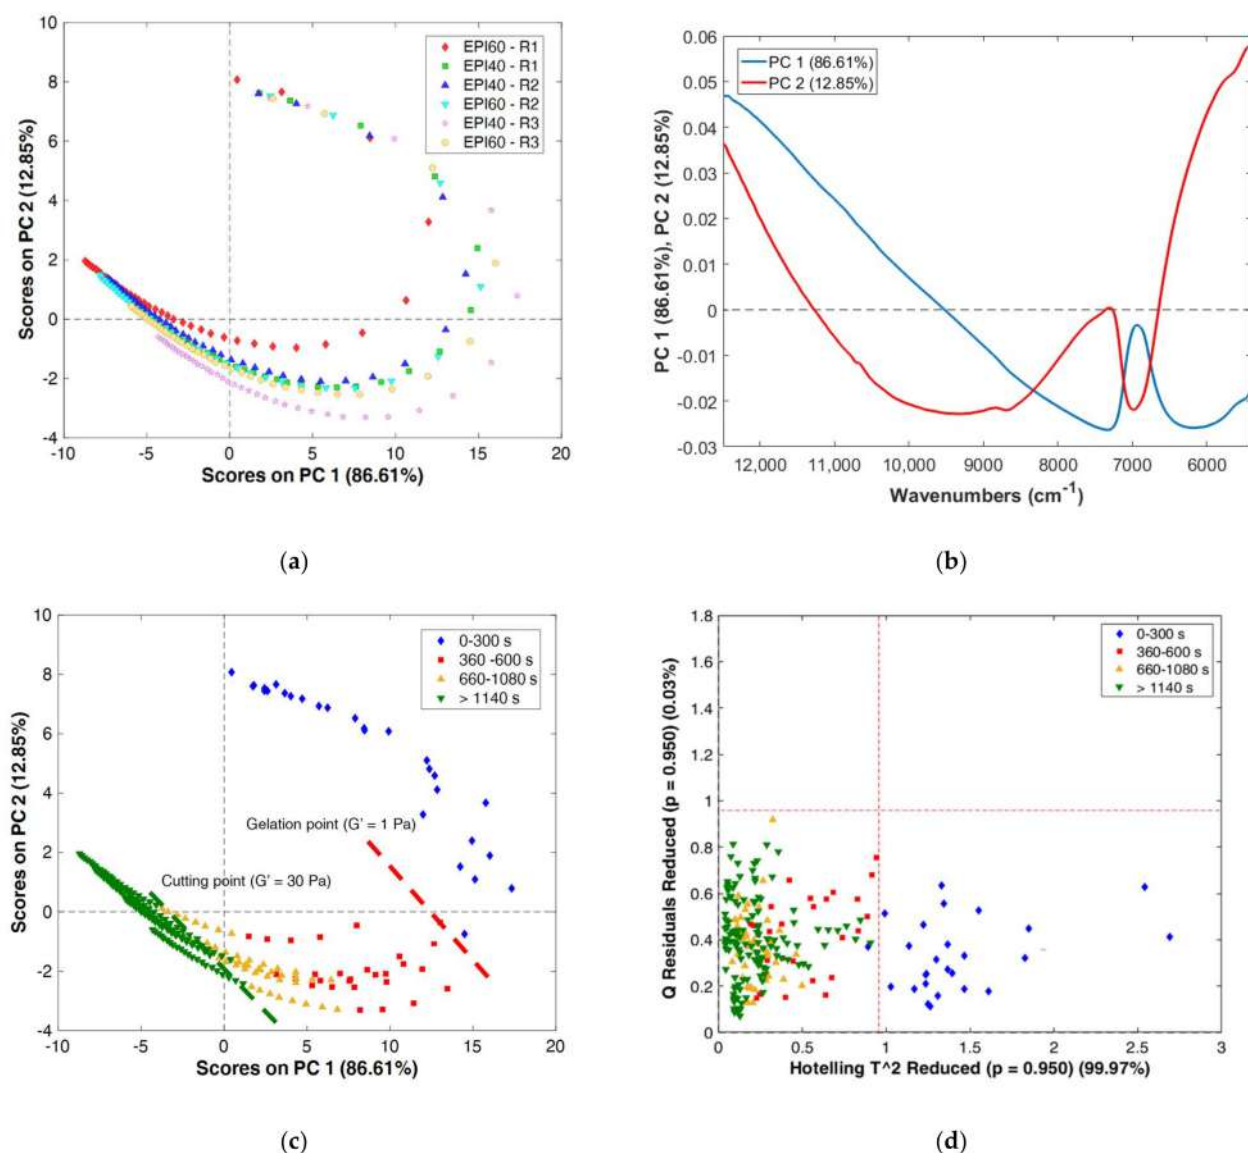 10
8
6
4
2
0
-2
-4
-10
-5
0
5
10
15
20
Scores on PC 2 (12.85%)
Scores on PC 1 (86.61%)
EPI60 - R1
EPI40 - R1
EPI40 - R2
EPI60 - R2
EPI40 - R3
EPI60 - R3
(a)
0.06
0.05
0.04
0.03
0.02
0.01
0
-0.01
-0.02
-0.03
12,000
11,000
10,000
9000
8000
7000
6000
PC 1 (86.61%), PC 2 (12.85%)
Wavenumbers (cm-1)
PC 1 (86.61%)
PC 2 (12.85%)
(b)
10
8
6
4
2
0
-2
-4
-10
-5
0
5
10
15
20
Scores on PC 2 (12.85%)
Scores on PC 1 (86.61%)
0-300 s
360 -600 s
660-1080 s
> 1140 s
Gelation point (G' = 1 Pa)
Cutting point (G' = 30 Pa)
(c)
1.8
1.6
1.4
1.2
1
0.8
0.6
0.4
0.2
0
0
0.5
1
1.5
2
2.5
3
Q Residuals Reduced (p = 0.950) (0.03%)
Hotelling T^2 Reduced (p = 0.950) (99.97%)
0-300 s
360-600 s
660-1080 s
> 1140 s
(d)